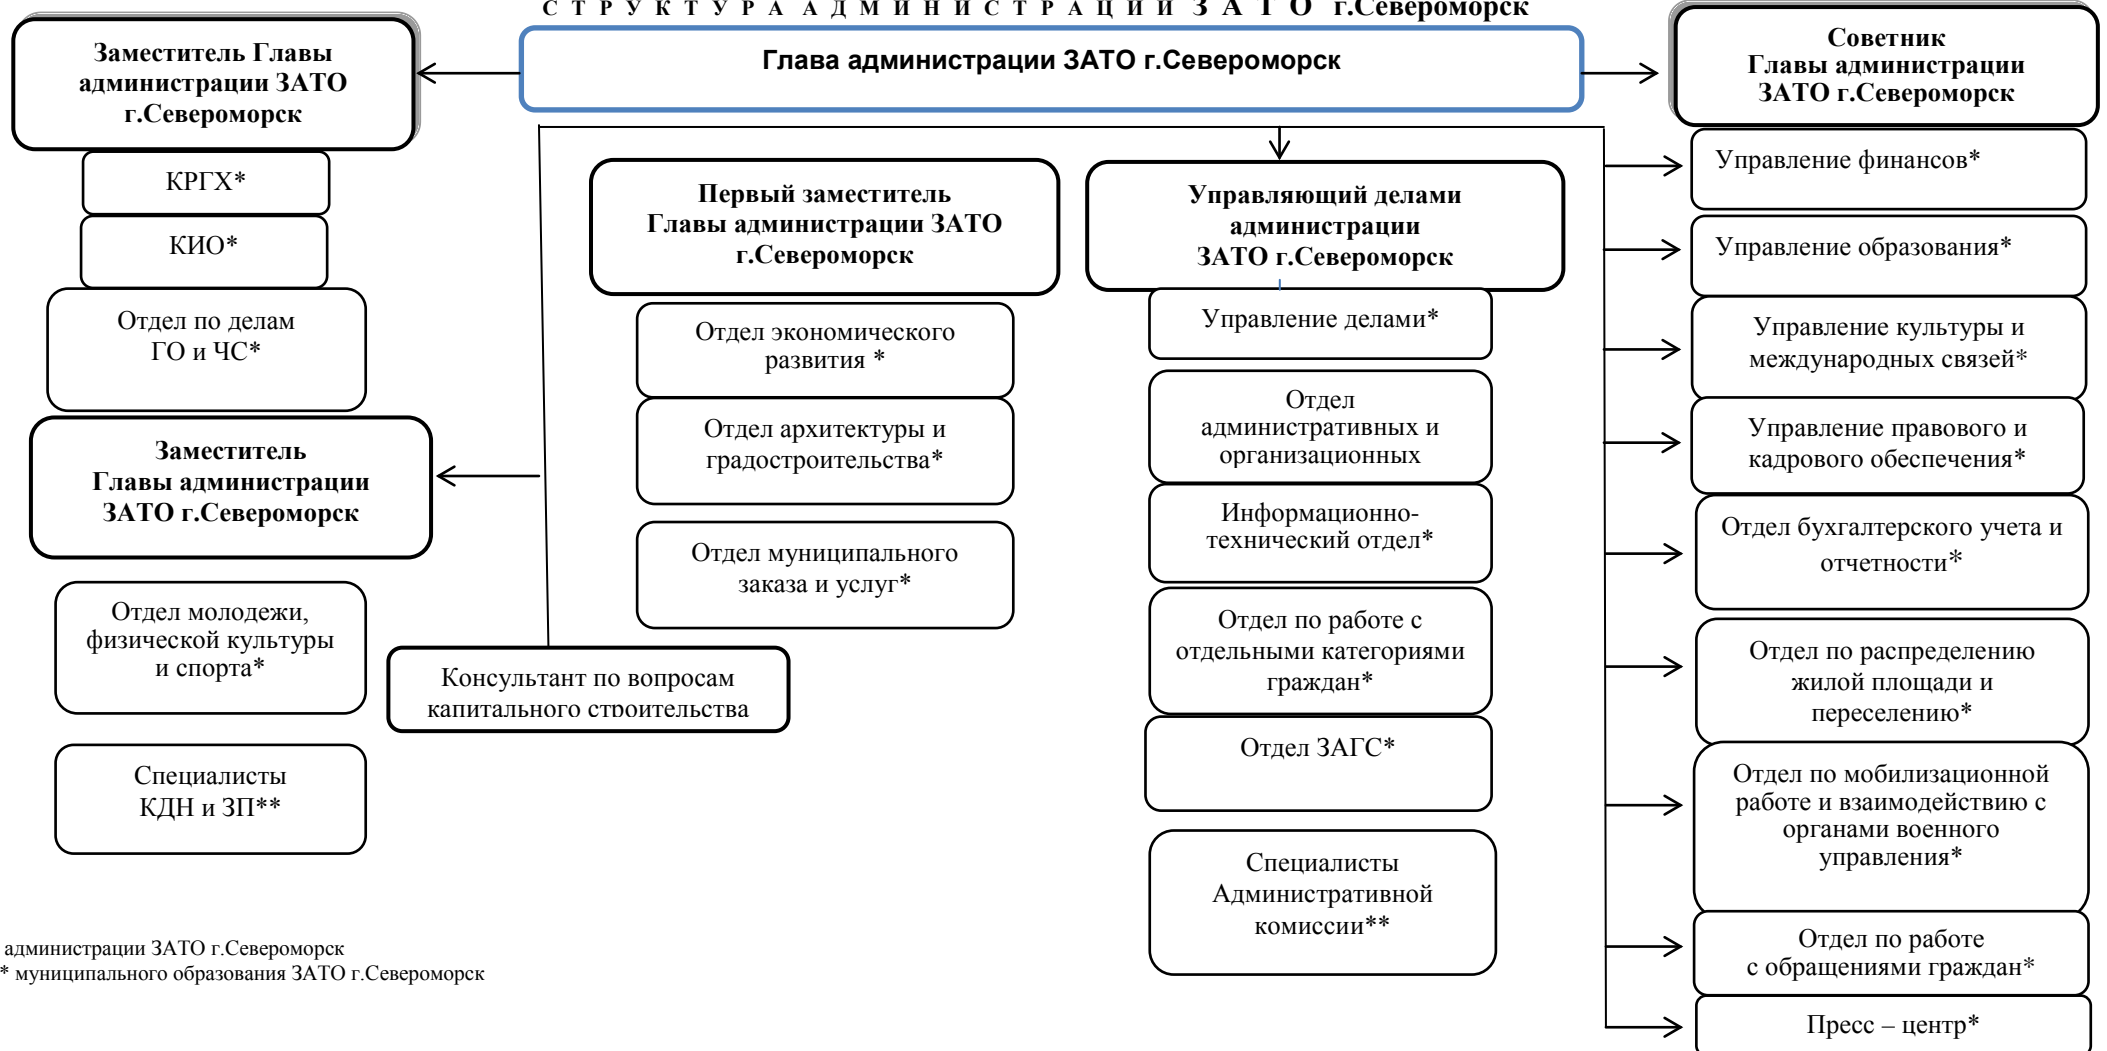 С Т Р У К Т У Р А А Д М И Н И С Т Р А Ц И И З А Т О г.Североморск
Заместитель Главы
администрации ЗАТО
г.Североморск
Глава администрации ЗАТО г.Североморск
Советник
Главы администрации
ЗАТО г.Североморск
КРГХ*
КИО*
Отдел по делам
ГО и ЧС*
Заместитель
Главы администрации
ЗАТО г.Североморск
Отдел молодежи,
физической культуры
и спорта*
Специалисты
КДН и ЗП**
Консультант по вопросам
капитального строительства
Первый заместитель
Главы администрации ЗАТО
г.Североморск
Отдел экономического
развития *
Отдел архитектуры и
градостроительства*
Отдел муниципального
заказа и услуг*
Управляющий делами
администрации
ЗАТО г.Североморск
Управление делами*
Отдел
административных и
организационных
Информационно-
технический отдел*
Отдел по работе с
отдельными категориями
граждан*
Отдел ЗАГС*
Специалисты
Административной
комиссии**
Управление финансов*
Управление образования*
Управление культуры и
международных связей*
Управление правового и
кадрового обеспечения*
Отдел бухгалтерского учета и
отчетности*
Отдел по распределению
жилой площади и
переселению*
Отдел по мобилизационной
работе и взаимодействию с
органами военного
управления*
Отдел по работе
с обращениями граждан*
Пресс – центр*
администрации ЗАТО г.Североморск
* муниципального образования ЗАТО г.Североморск